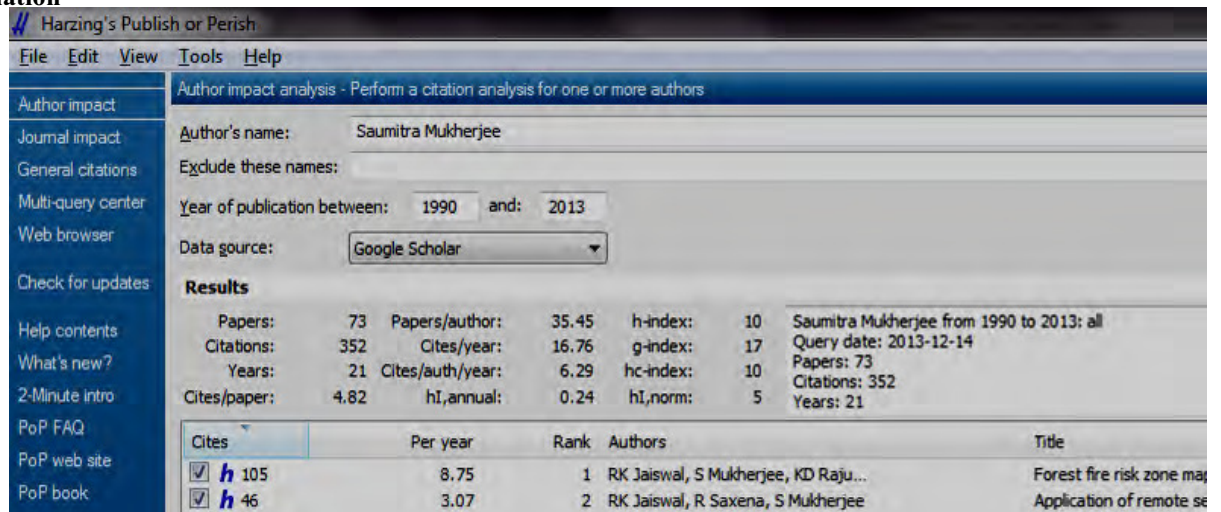 Harzing's Publish or Perish
File Edit View Tools Help
Author impact analysis - Perform a citation analysis for one or more authors
Author impact
Journal impact
General citations
Multi-query center
Web browser
Check for updates
Help contents
What's new?
2-Minute intro
PoP FAQ
PoP web site
PoP book
Author's name: Saumitra Mukherjee
Exclude these names:
Year of publication between: 1990 and: 2013
Data source: Google Scholar
Results
Papers: 73 Papers/author: 35.45 h-index: 10
Citations: 352 Cites/year: 16.76 g-index: 17
Years: 21 Cites/auth/year: 6.29 hc-index: 10
Cites/paper: 4.82 hI,annual: 0.24 hI,norm: 5
Saumitra Mukherjee from 1990 to 2013: all
Query date: 2013-12-14
Papers: 73
Citations: 352
Years: 21
Cites Per year Rank Authors Title
h 105 8.75 1 RK Jaiswal, S Mukherjee, KD Raju... Forest fire risk zone map
h 46 3.07 2 RK Jaiswal, R Saxena, S Mukherjee Application of remote se